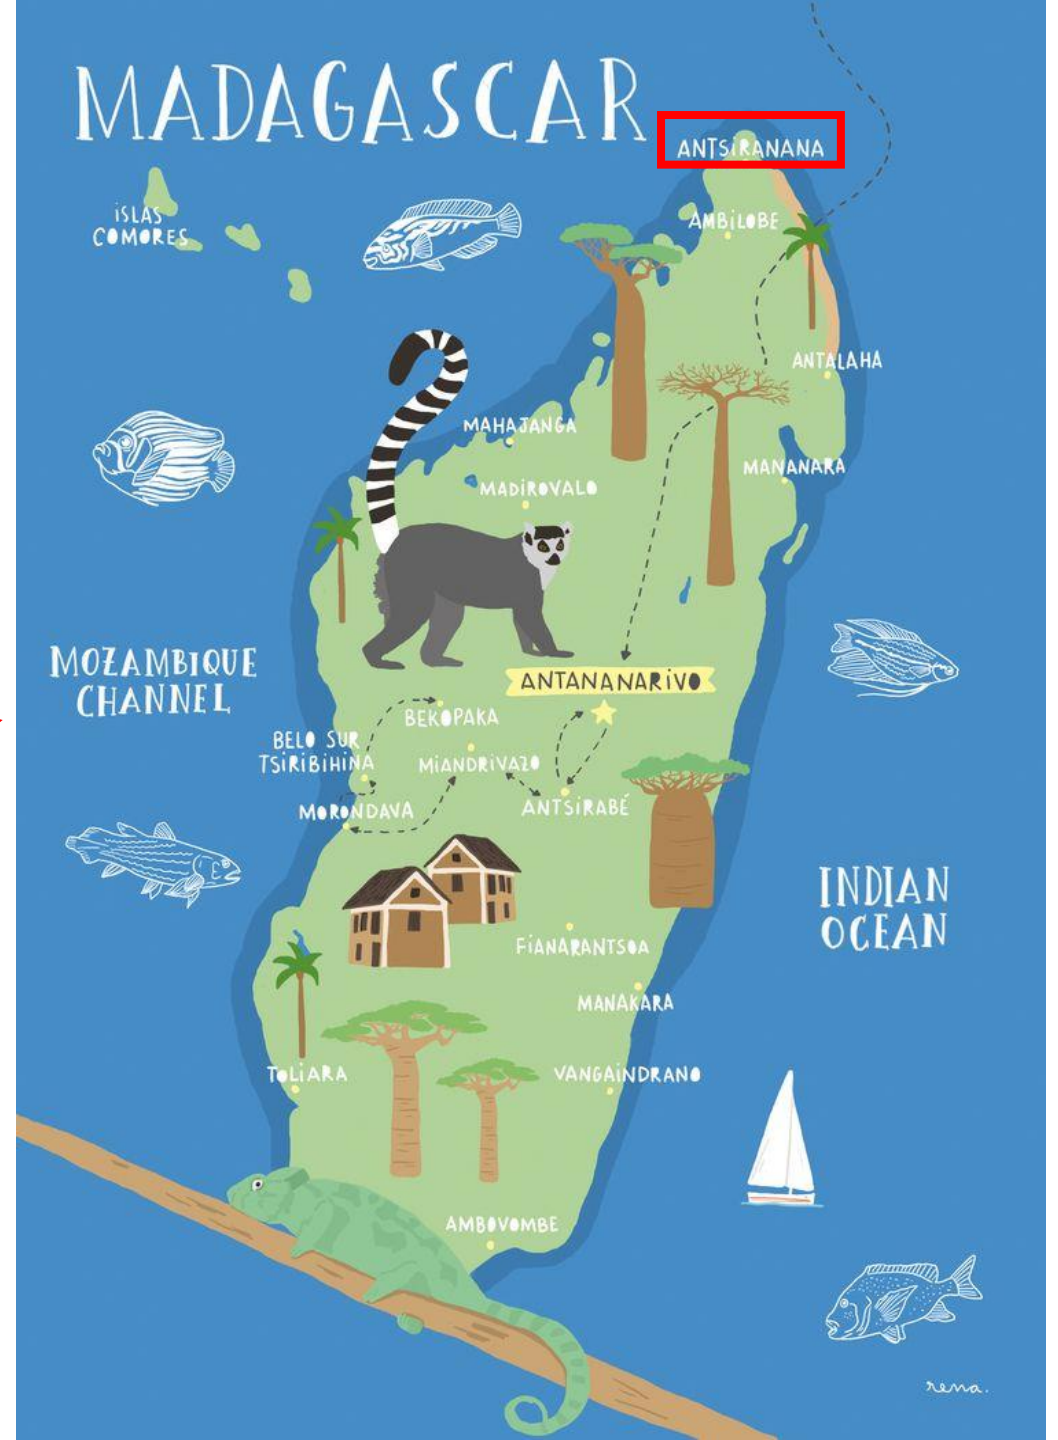 MADAGASCAR
ANTSiRANANA
iSLAS
COMORES
AMBiLOBE
ANTALAHA
MAHAJANGA
MANANARA
MADiROVALO
MOZAMBIQUE
CHANNEL
ANTANANARiVO
BEKOPAKA
BELO SUR
TSiRiBiHiNA
MiANDRiVAZO
MORONDAVA
ANTSiRABÉ
INDIAN
OCEAN
FiANARANTSOA
MANAKARA
TOLiARA
VANGAiNDRANO
AMBOVOMBE
rena.